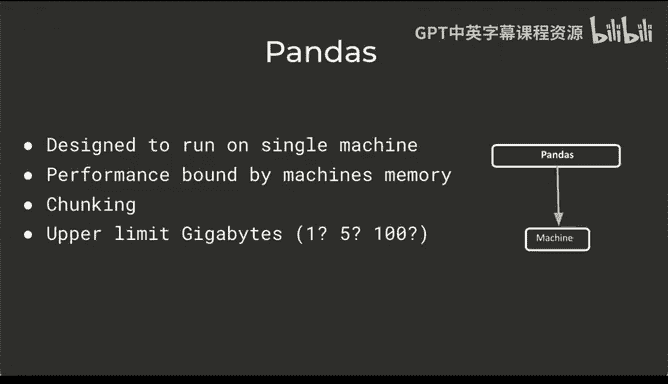 GPT中英字幕课程资源 bilibili
Pandas
● Designed to run on single machine
● Performance bound by machines memory
● Chunking
● Upper limit Gigabytes (1? 5? 100?)
Pandas
Machine